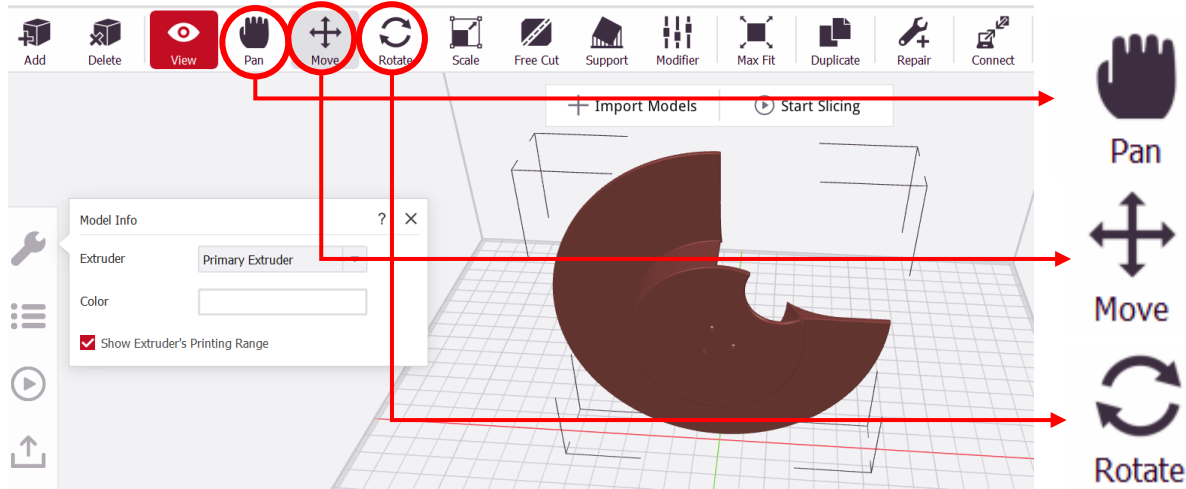 Add Delete View Pan Move Rotate Scale Free Cut Support Modifier Max Fit Duplicate Repair Connect
Import Models Start Slicing
Pan
Model Info ? 
Extruder Primary Extruder
Color
Show Extruder's Printing Range
Move
Rotate